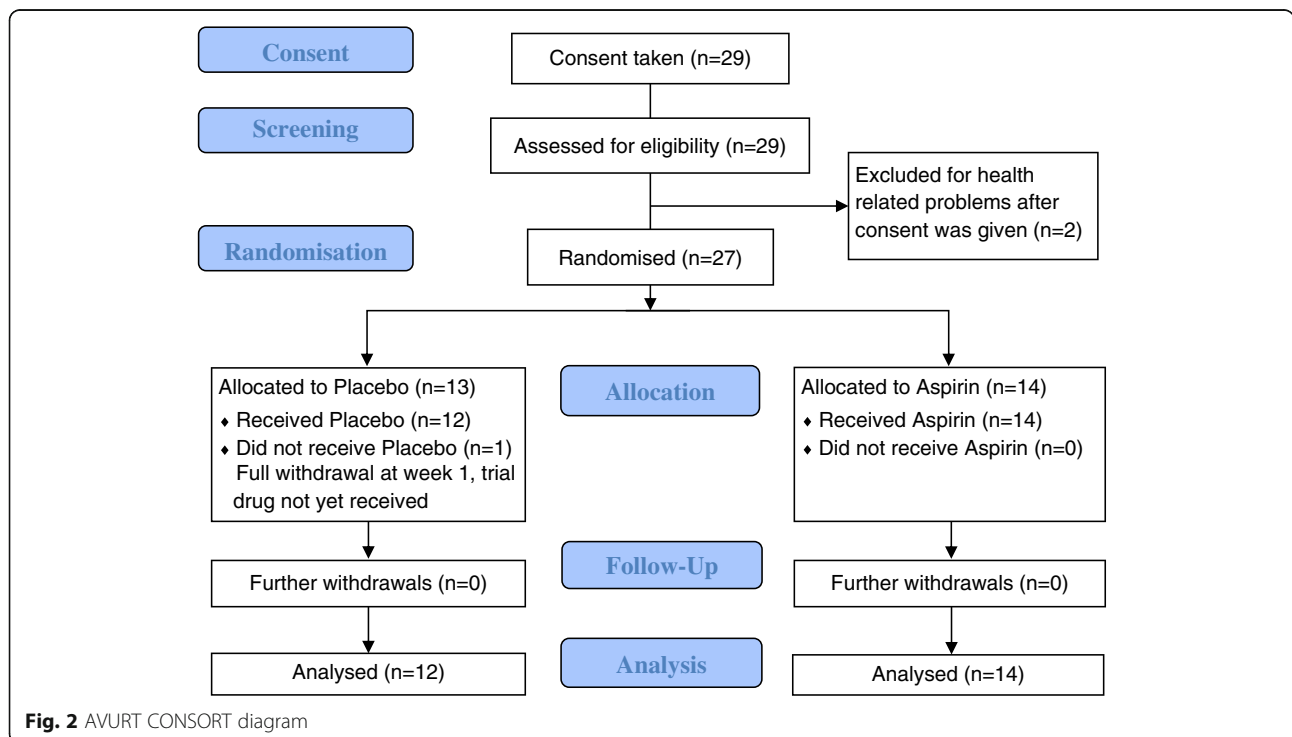 Consent
Consent taken (n=29)
Screening
Assessed for eligibility (n=29)
Excluded for health
related problems after
consent was given (n=2)
Randomisation
Randomised (n=27)
Allocated to Placebo (n=13)
♦ Received Placebo (n=12)
♦ Did not receive Placebo (n=1)
Full withdrawal at week 1, trial
drug not yet received
Allocation
Allocated to Aspirin (n=14)
♦ Received Aspirin (n=14)
♦ Did not receive Aspirin (n=0)
Follow-Up
Further withdrawals (n=0)
Further withdrawals (n=0)
Analysed (n=12)
Analysis
Analysed (n=14)
Fig. 2 AVURT CONSORT diagram